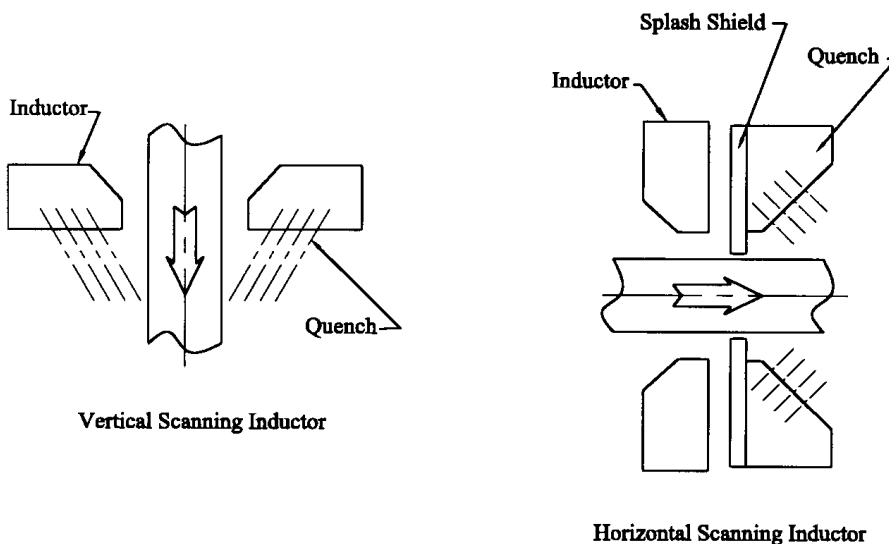 Inductor
Quench
Vertical Scanning Inductor
Splash Shield
Quench
Inductor
Horizontal Scanning Inductor